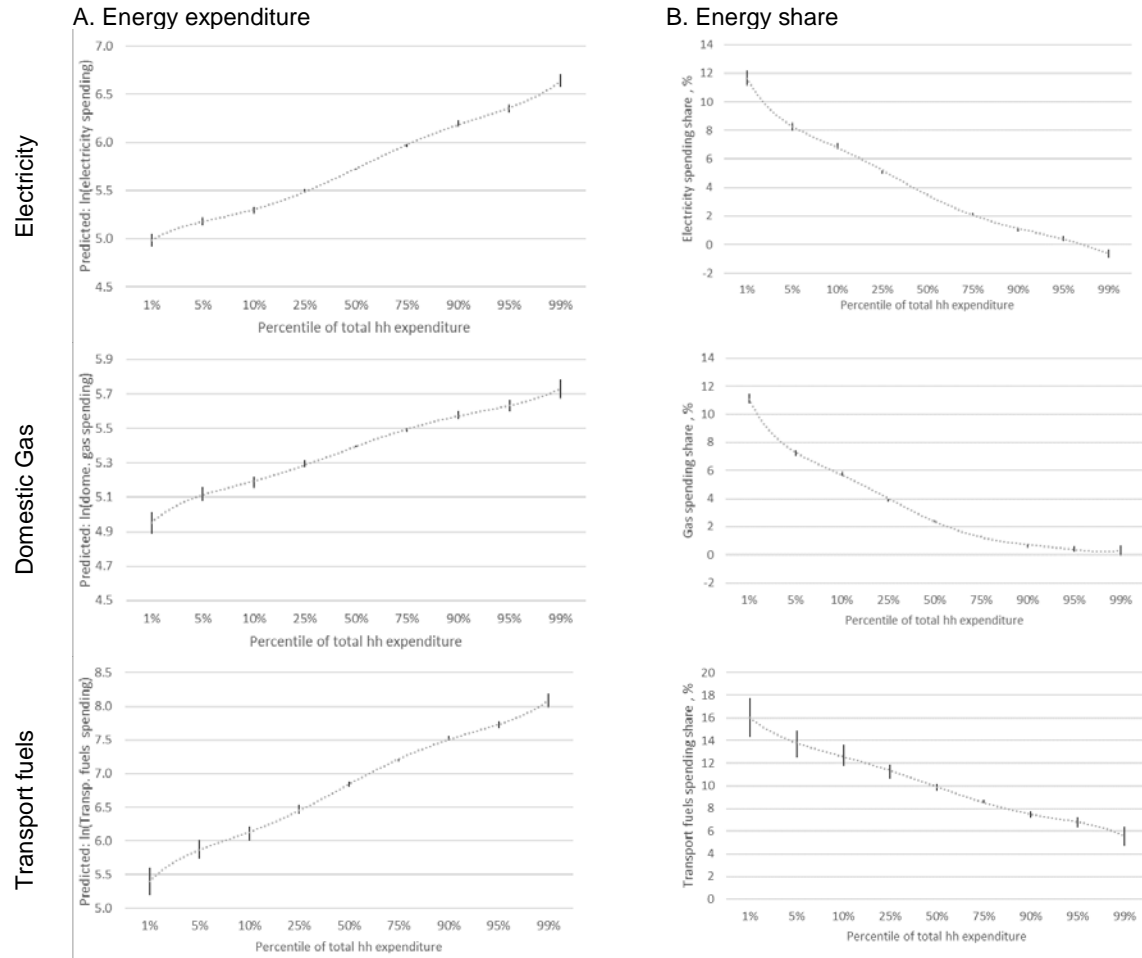 A. Energy expenditure
B. Energy share
Electricity
Predicted: ln(electricity spending)
7.0
6.5
6.0
5.5
5.0
4.5
1% 5% 10% 25% 50% 75% 90% 95% 99%
Percentile of total hh expenditure
Electricity spending share , %
14
12
10
8
6
4
2
0
-2
1% 5% 10% 25% 50% 75% 90% 95% 99%
Percentile of total hh expenditure
Domestic Gas
Predicted: ln(dome. gas spending)
5.9
5.7
5.5
5.3
5.1
4.9
4.7
4.5
1% 5% 10% 25% 50% 75% 90% 95% 99%
Percentile of total hh expenditure
Gas spending share , %
14
12
10
8
6
4
2
0
-2
1% 5% 10% 25% 50% 75% 90% 95% 99%
Percentile of total hh expenditure
Transport fuels
Predicted: ln(Transp. fuels spending)
8.5
8.0
7.5
7.0
6.5
6.0
5.5
5.0
1% 5% 10% 25% 50% 75% 90% 95% 99%
Percentile of total hh expenditure
Transport fuels spending share , %
20
18
16
14
12
10
8
6
4
2
0
1% 5% 10% 25% 50% 75% 90% 95% 99%
Percentile of total hh expenditure